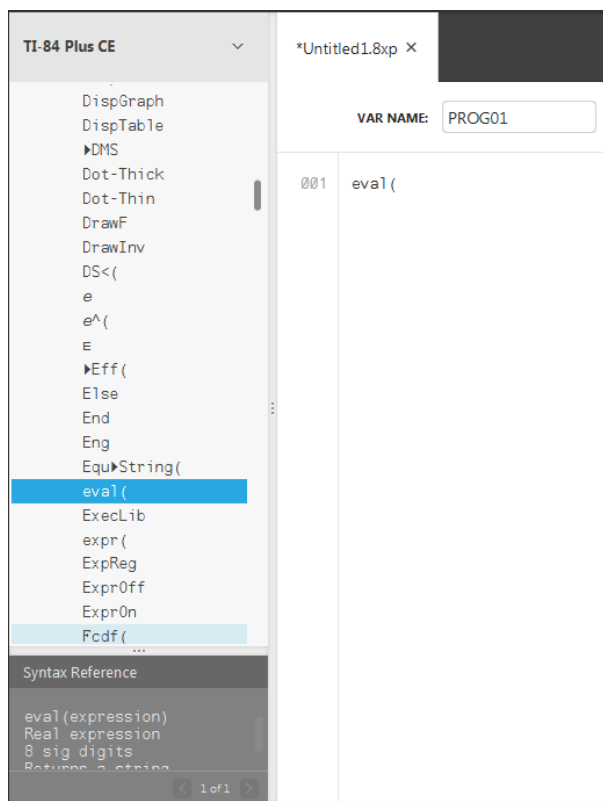 TI-84 Plus CE
*Untitled1.8xp ×
VAR NAME: PROG01
DispGraph
DispTable
►DMS
Dot-Thick
Dot-Thin
DrawF
DrawInv
DS<(
e
e^(
ᴇ
►Eff(
Else
End
Eng
Equ►String(
eval(
ExecLib
expr(
ExpReg
ExprOff
ExprOn
Fcdf(
Syntax Reference
eval(expression)
Real expression
8 sig digits
Returns a string
< 1 of 1 >
001 eval(